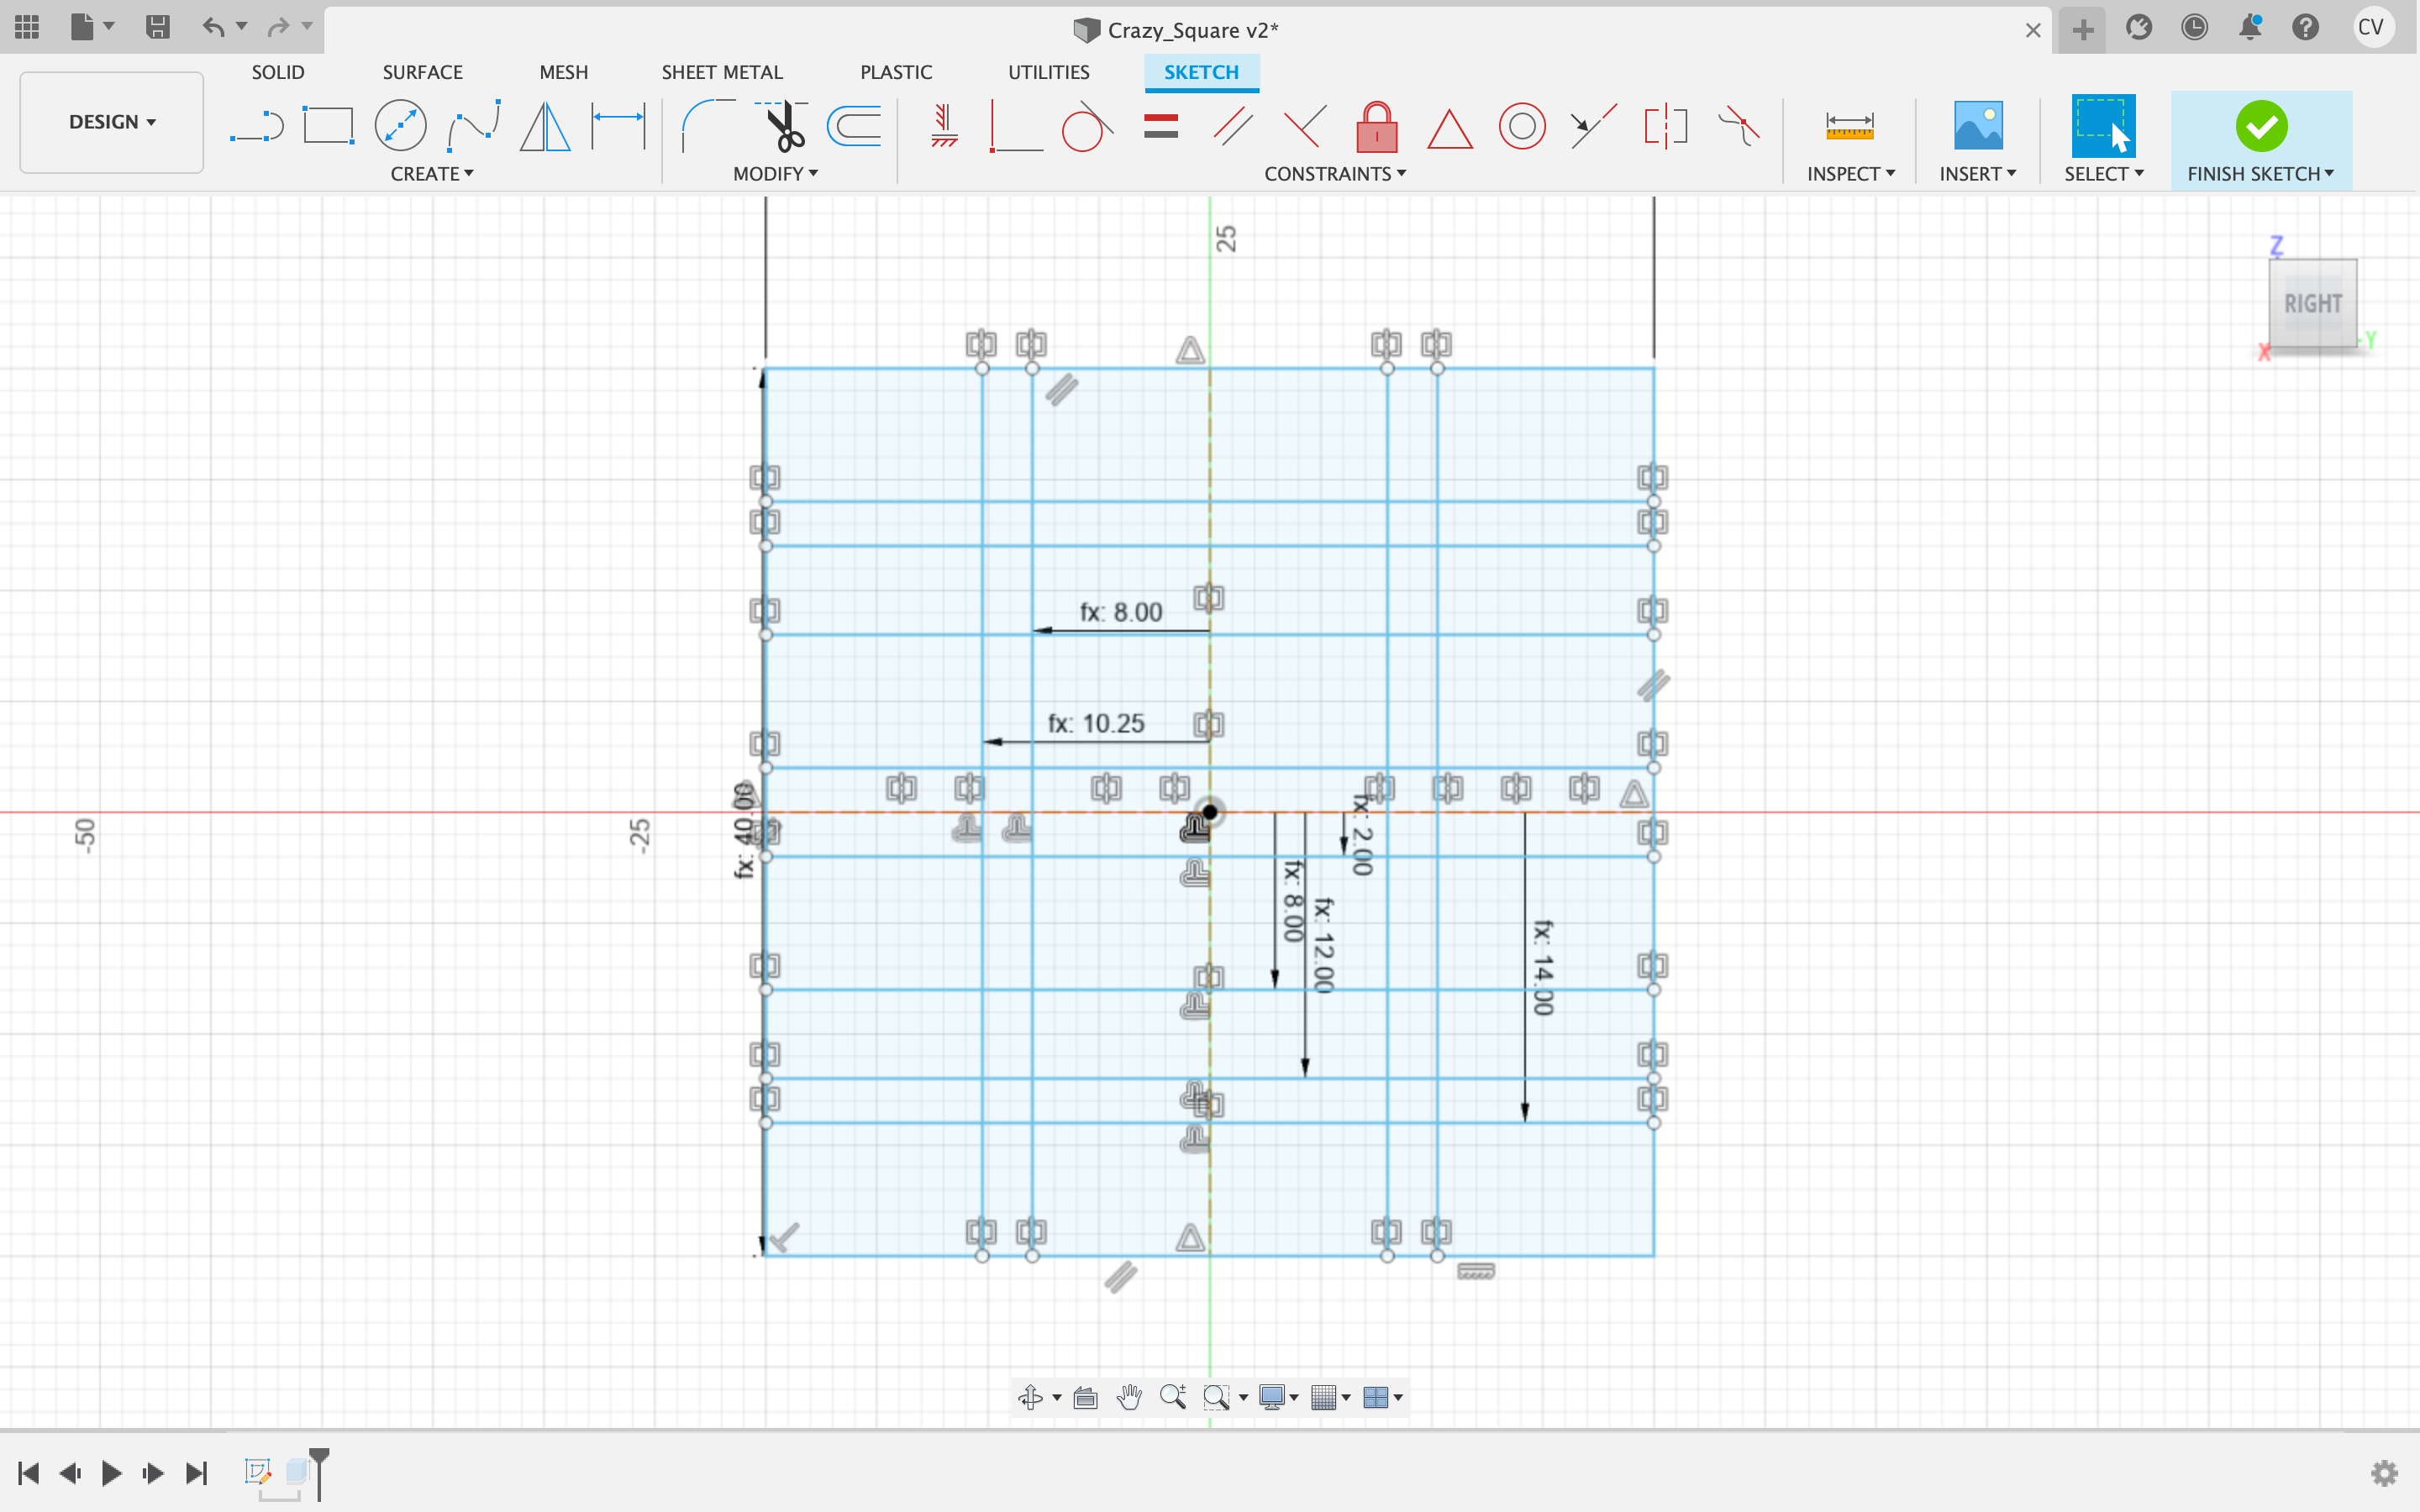 Crazy_Square v2*
CV
DESIGN
SOLID
SURFACE
MESH
SHEET METAL
PLASTIC
UTILITIES
SKETCH
CREATE
MODIFY
CONSTRAINTS
INSPECT
INSERT
SELECT
FINISH SKETCH
25
Z
RIGHT
X
-Y
fx: 8.00
fx: 10.25
-50
-25
fx: 40.00
fx: 2.00
fx: 8.00
fx: 12.00
fx: 14.00